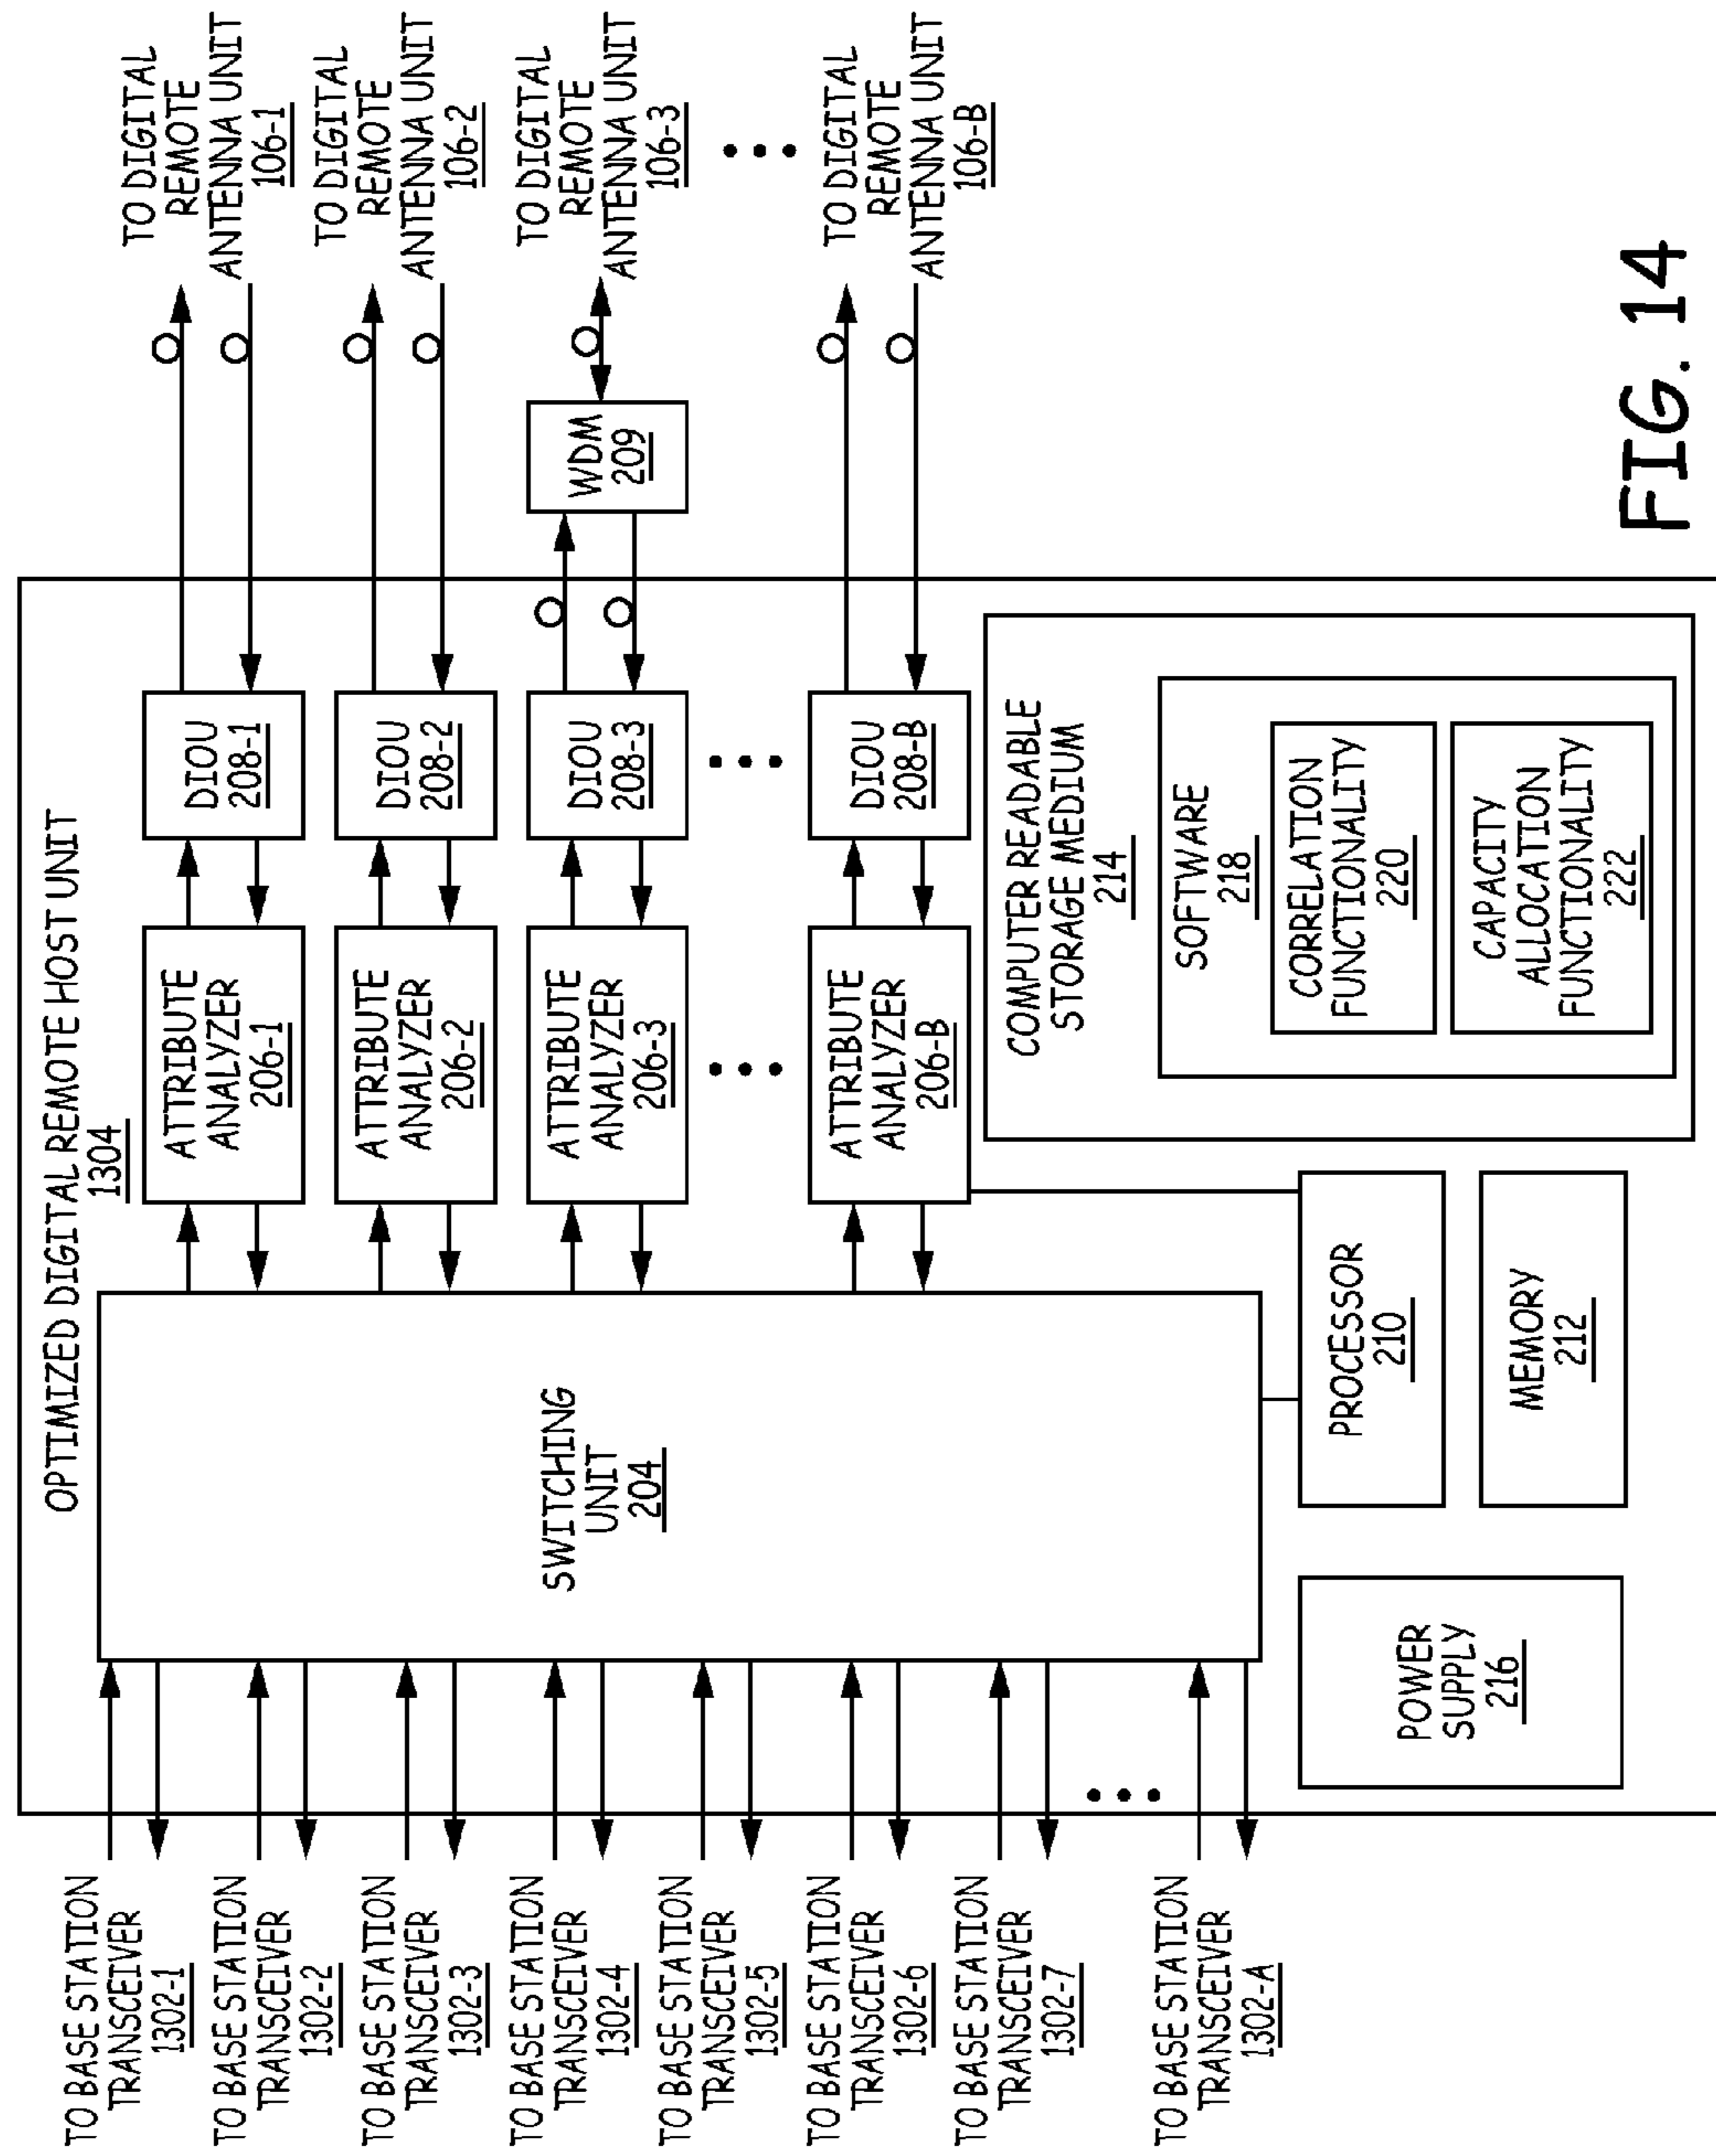 OPTIMIZED DIGITAL REMOTE HOST UNIT
1304
TO BASE STATION
TRANSCEIVER
1302-1
TO BASE STATION
TRANSCEIVER
1302-2
TO BASE STATION
TRANSCEIVER
1302-3
TO BASE STATION
TRANSCEIVER
1302-4
TO BASE STATION
TRANSCEIVER
1302-5
TO BASE STATION
TRANSCEIVER
1302-6
TO BASE STATION
TRANSCEIVER
1302-7
TO BASE STATION
TRANSCEIVER
1302-A
SWITCHING
UNIT
204
ATTRIBUTE
ANALYZER
206-1
DIOU
208-1
TO DIGITAL
REMOTE
ANTENNA UNIT
106-1
ATTRIBUTE
ANALYZER
206-2
DIOU
208-2
TO DIGITAL
REMOTE
ANTENNA UNIT
106-2
ATTRIBUTE
ANALYZER
206-3
DIOU
208-3
WDM
209
TO DIGITAL
REMOTE
ANTENNA UNIT
106-3
ATTRIBUTE
ANALYZER
206-B
DIOU
208-B
TO DIGITAL
REMOTE
ANTENNA UNIT
106-B
POWER
SUPPLY
216
PROCESSOR
210
MEMORY
212
COMPUTER READABLE
STORAGE MEDIUM
214
SOFTWARE
218
CORRELATION
FUNCTIONALITY
220
CAPACITY
ALLOCATION
FUNCTIONALITY
222
FIG. 14